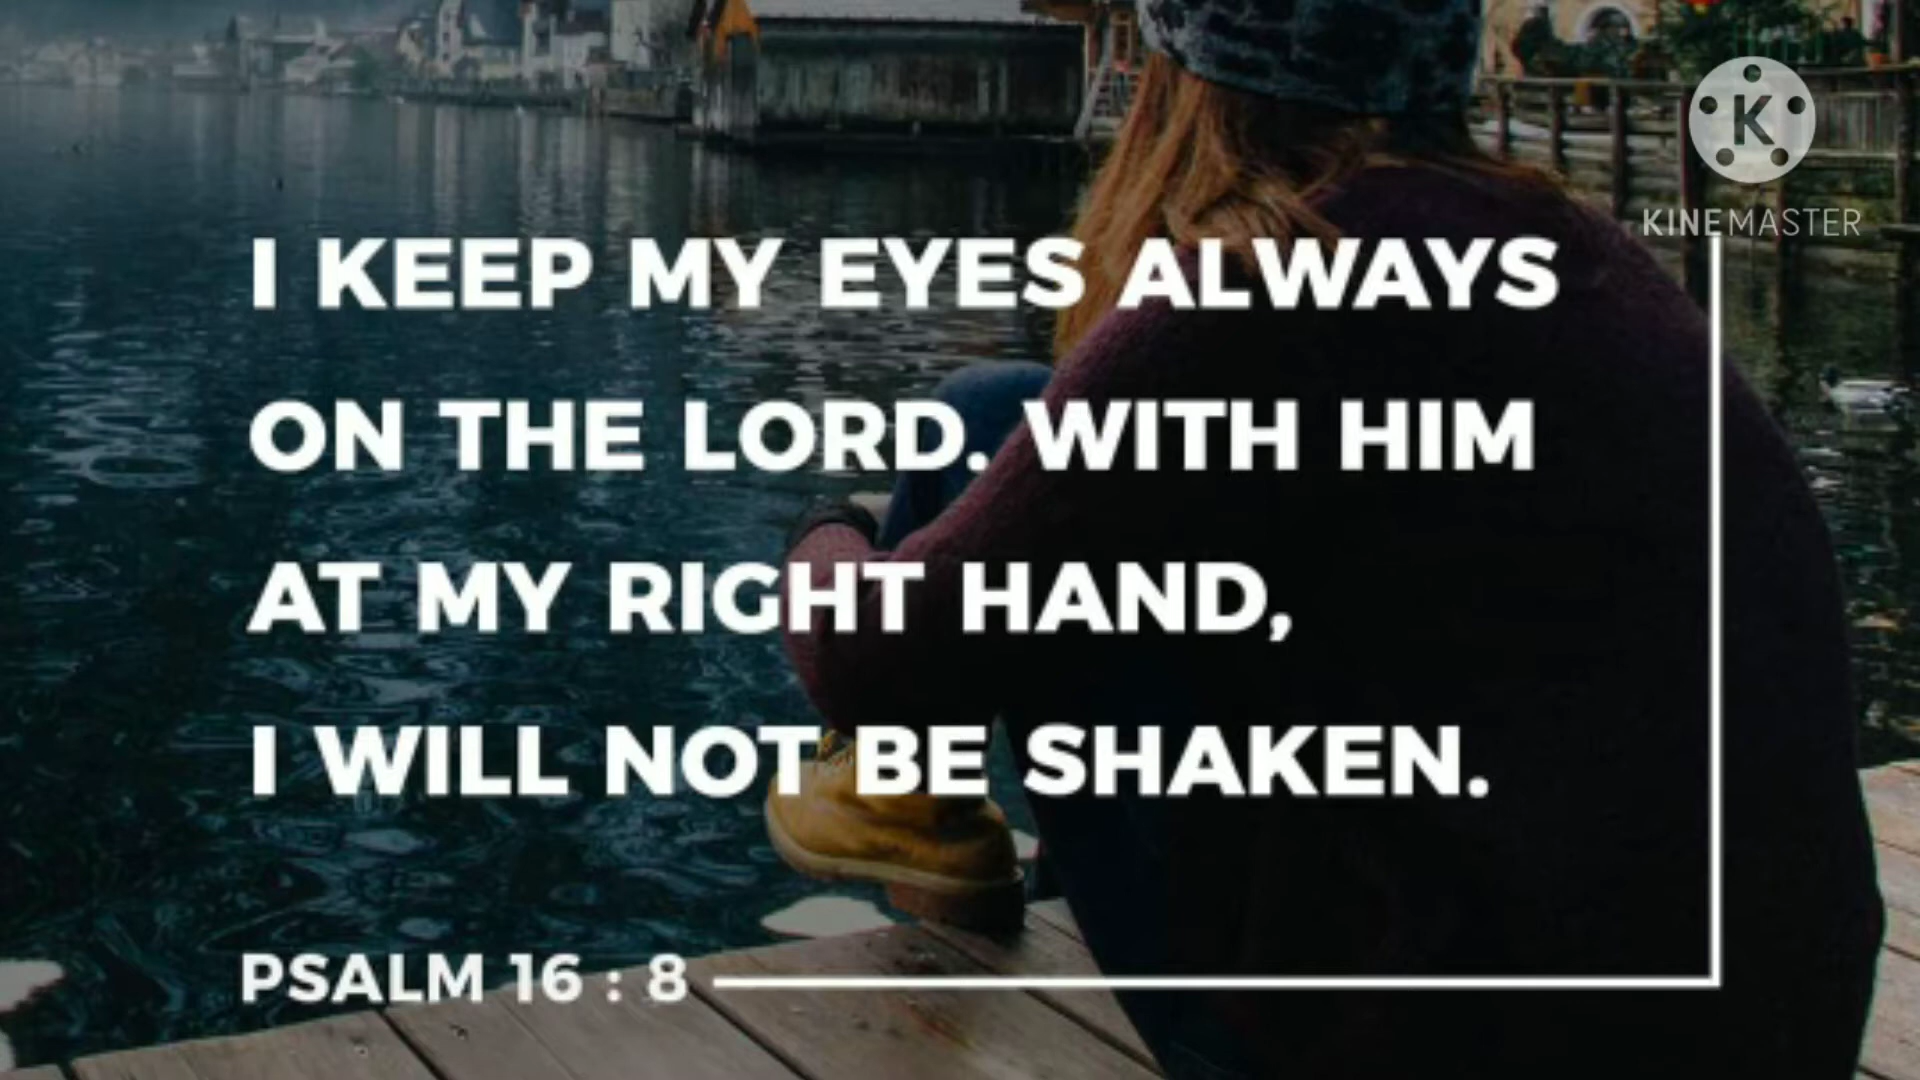 K
KINEMASTER
I KEEP MY EYES ALWAYS
ON THE LORD. WITH HIM
AT MY RIGHT HAND,
I WILL NOT BE SHAKEN.
PSALM 16 : 8